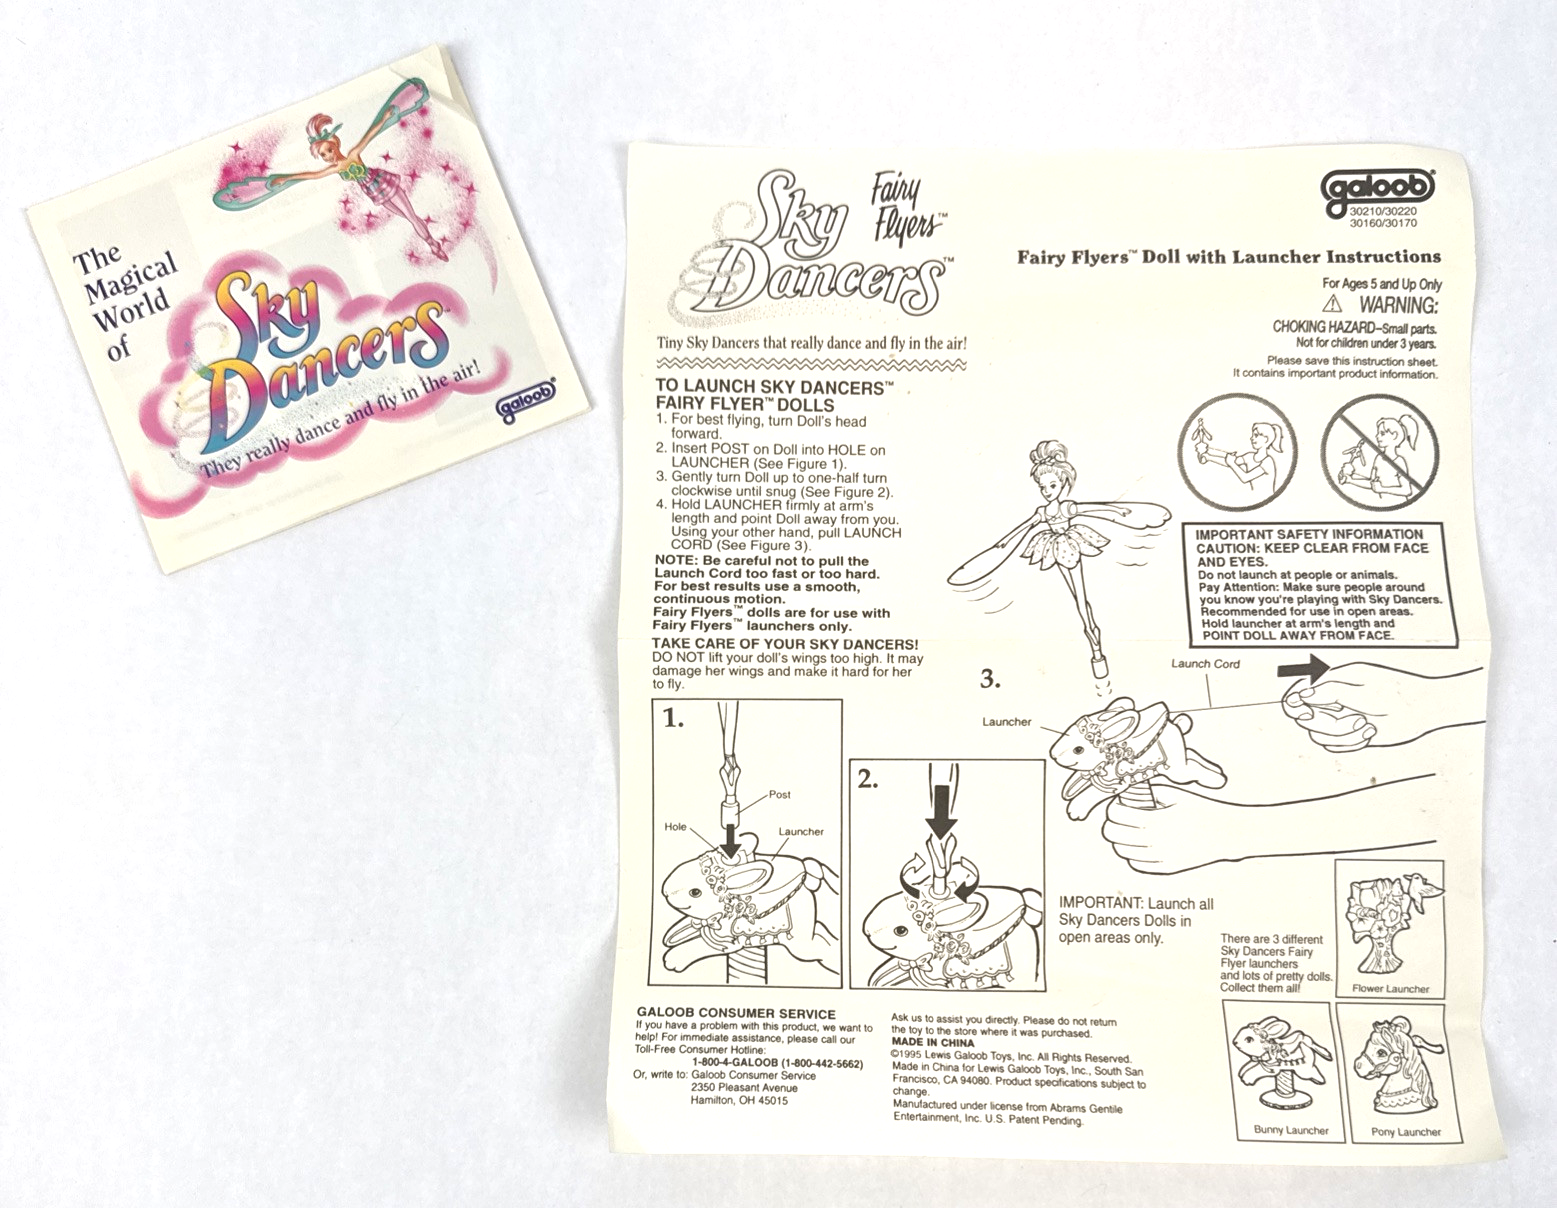 The
Magical
World
of
Sky
Dancers™
They really dance and fly in the air!
galoob®
Sky
Dancers™
Fairy
Flyers™
Tiny Sky Dancers that really dance and fly in the air!
galoob®
30210/30220
30160/30170
Fairy Flyers™ Doll with Launcher Instructions
For Ages 5 and Up Only
⚠ WARNING:
CHOKING HAZARD–Small parts.
Not for children under 3 years.
Please save this instruction sheet.
It contains important product information.
TO LAUNCH SKY DANCERS™
FAIRY FLYER™ DOLLS
1. For best flying, turn Doll's head
forward.
2. Insert POST on Doll into HOLE on
LAUNCHER (See Figure 1).
3. Gently turn Doll up to one-half turn
clockwise until snug (See Figure 2).
4. Hold LAUNCHER firmly at arm's
length and point Doll away from you.
Using your other hand, pull LAUNCH
CORD (See Figure 3).
NOTE: Be careful not to pull the
Launch Cord too fast or too hard.
For best results use a smooth,
continuous motion.
Fairy Flyers™ dolls are for use with
Fairy Flyers™ launchers only.
TAKE CARE OF YOUR SKY DANCERS!
DO NOT lift your doll's wings too high. It may
damage her wings and make it hard for her
to fly.
IMPORTANT SAFETY INFORMATION
CAUTION: KEEP CLEAR FROM FACE
AND EYES.
Do not launch at people or animals.
Pay Attention: Make sure people around
you know you're playing with Sky Dancers.
Recommended for use in open areas.
Hold launcher at arm's length and
POINT DOLL AWAY FROM FACE.
1.
Post
Hole
Launcher
2.
3.
Launch Cord
Launcher
IMPORTANT: Launch all
Sky Dancers Dolls in
open areas only.
There are 3 different
Sky Dancers Fairy
Flyer launchers
and lots of pretty dolls.
Collect them all!
Flower Launcher
Bunny Launcher
Pony Launcher
GALOOB CONSUMER SERVICE
If you have a problem with this product, we want to
help! For immediate assistance, please call our
Toll-Free Consumer Hotline:
1-800-4-GALOOB (1-800-442-5662)
Or, write to: Galoob Consumer Service
2350 Pleasant Avenue
Hamilton, OH 45015
Ask us to assist you directly. Please do not return
the toy to the store where it was purchased.
MADE IN CHINA
©1995 Lewis Galoob Toys, Inc. All Rights Reserved.
Made in China for Lewis Galoob Toys, Inc., South San
Francisco, CA 94080. Product specifications subject to
change.
Manufactured under license from Abrams Gentile
Entertainment, Inc. U.S. Patent Pending.